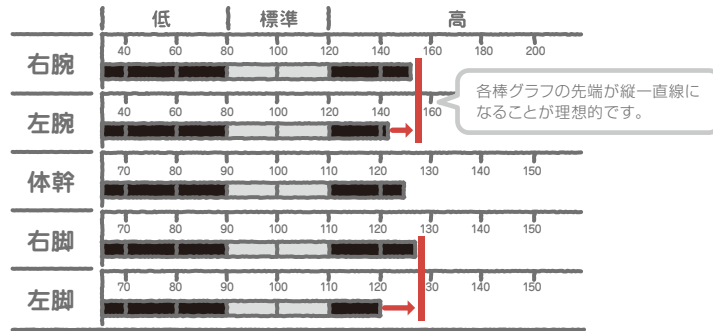 低 標準 高
右腕 40 60 80 100 120 140 160 180 200
各棒グラフの先端が縦一直線に
なることが理想的です。
左腕 40 60 80 100 120 140 160
体幹 70 80 90 100 110 120 130 140 150
右脚 70 80 90 100 110 120 130 140 150
左脚 70 80 90 100 110 120 130 140 150